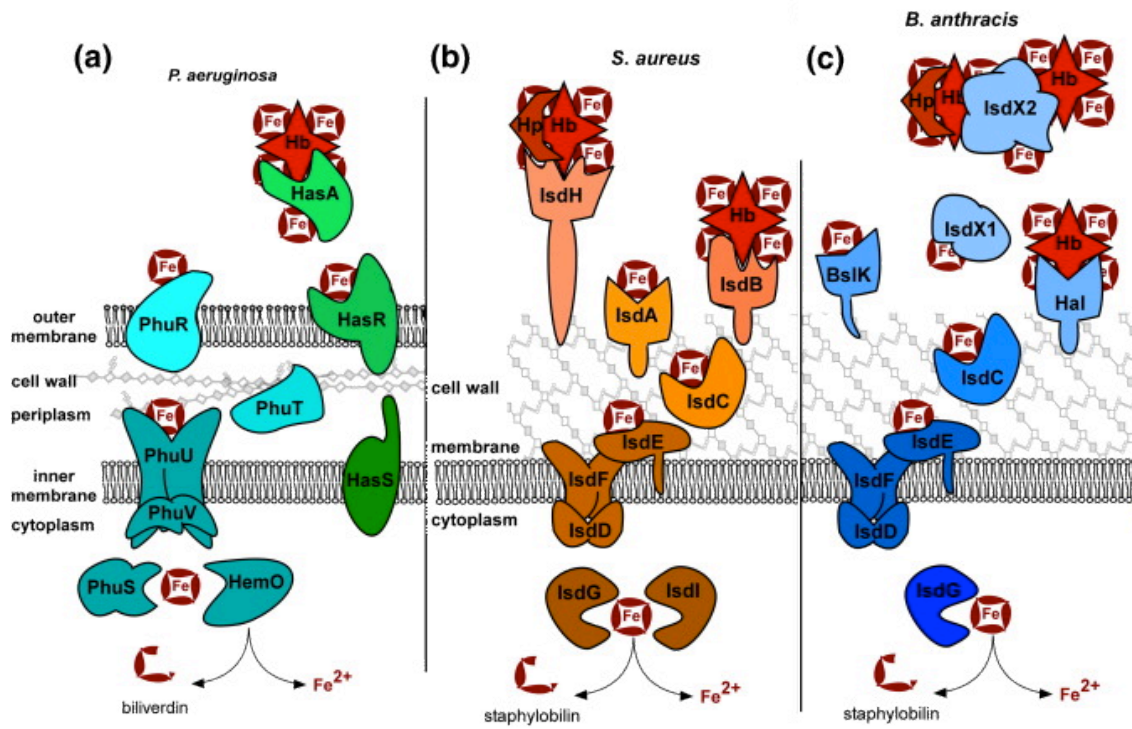 (a)
P. aeruginosa
Fe
Fe
Hb
HasA
Fe
Fe
Fe
PhuR
HasR
outer
membrane
cell wall
periplasm
PhuT
Fe
PhuU
inner
membrane
HasS
PhuV
cytoplasm
PhuS
Fe
HemO
biliverdin
Fe2+
(b)
S. aureus
Fe
Fe
Hp
Hb
Fe
IsdH
Fe
Fe
Hb
Fe
Fe
IsdB
Fe
IsdA
Fe
IsdC
cell wall
Fe
IsdE
membrane
IsdF
cytoplasm
IsdD
IsdG
Fe
IsdI
staphylobilin
Fe2+
(c)
B. anthracis
Fe
Fe
Hp
Hb
IsdX2
Hb
Fe
Fe
BslK
IsdX1
Fe
Fe
Fe
Hb
Hal
Fe
IsdC
Fe
IsdE
IsdF
IsdD
IsdG
Fe
staphylobilin
Fe2+